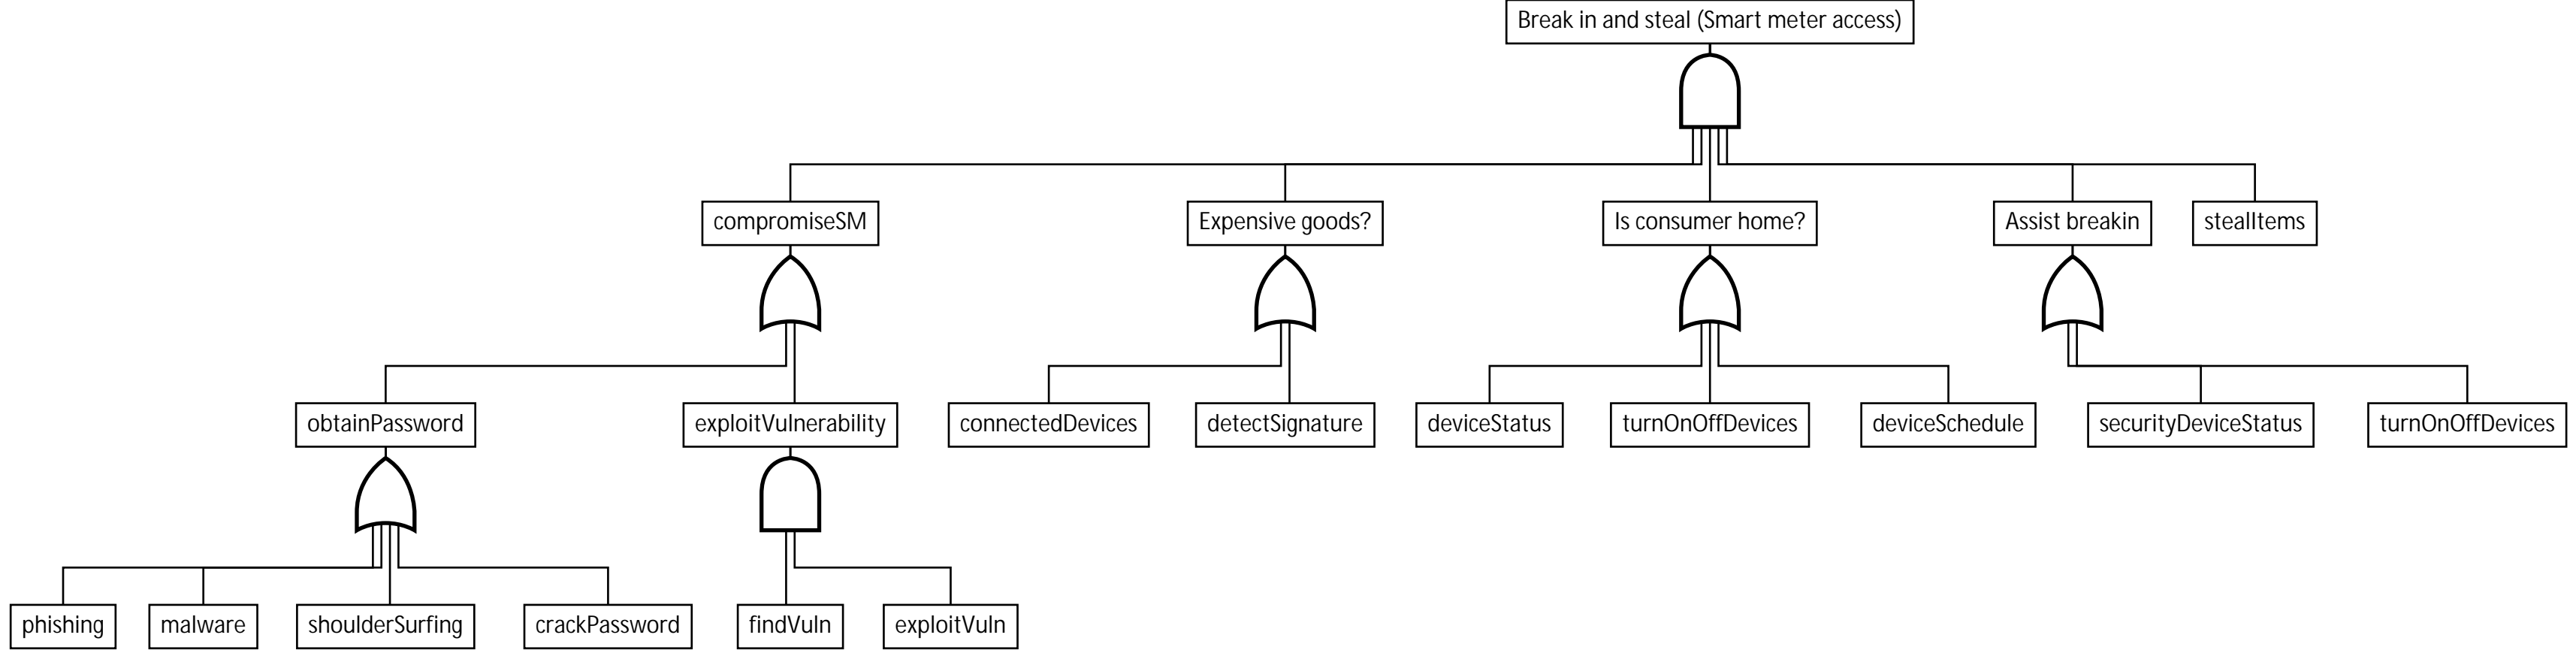 Break in and steal (Smart meter access)
compromiseSM
Expensive goods?
Is consumer home?
Assist breakin
stealItems
obtainPassword
exploitVulnerability
connectedDevices
detectSignature
deviceStatus
turnOnOffDevices
deviceSchedule
securityDeviceStatus
turnOnOffDevices
phishing
malware
shoulderSurfing
crackPassword
findVuln
exploitVuln